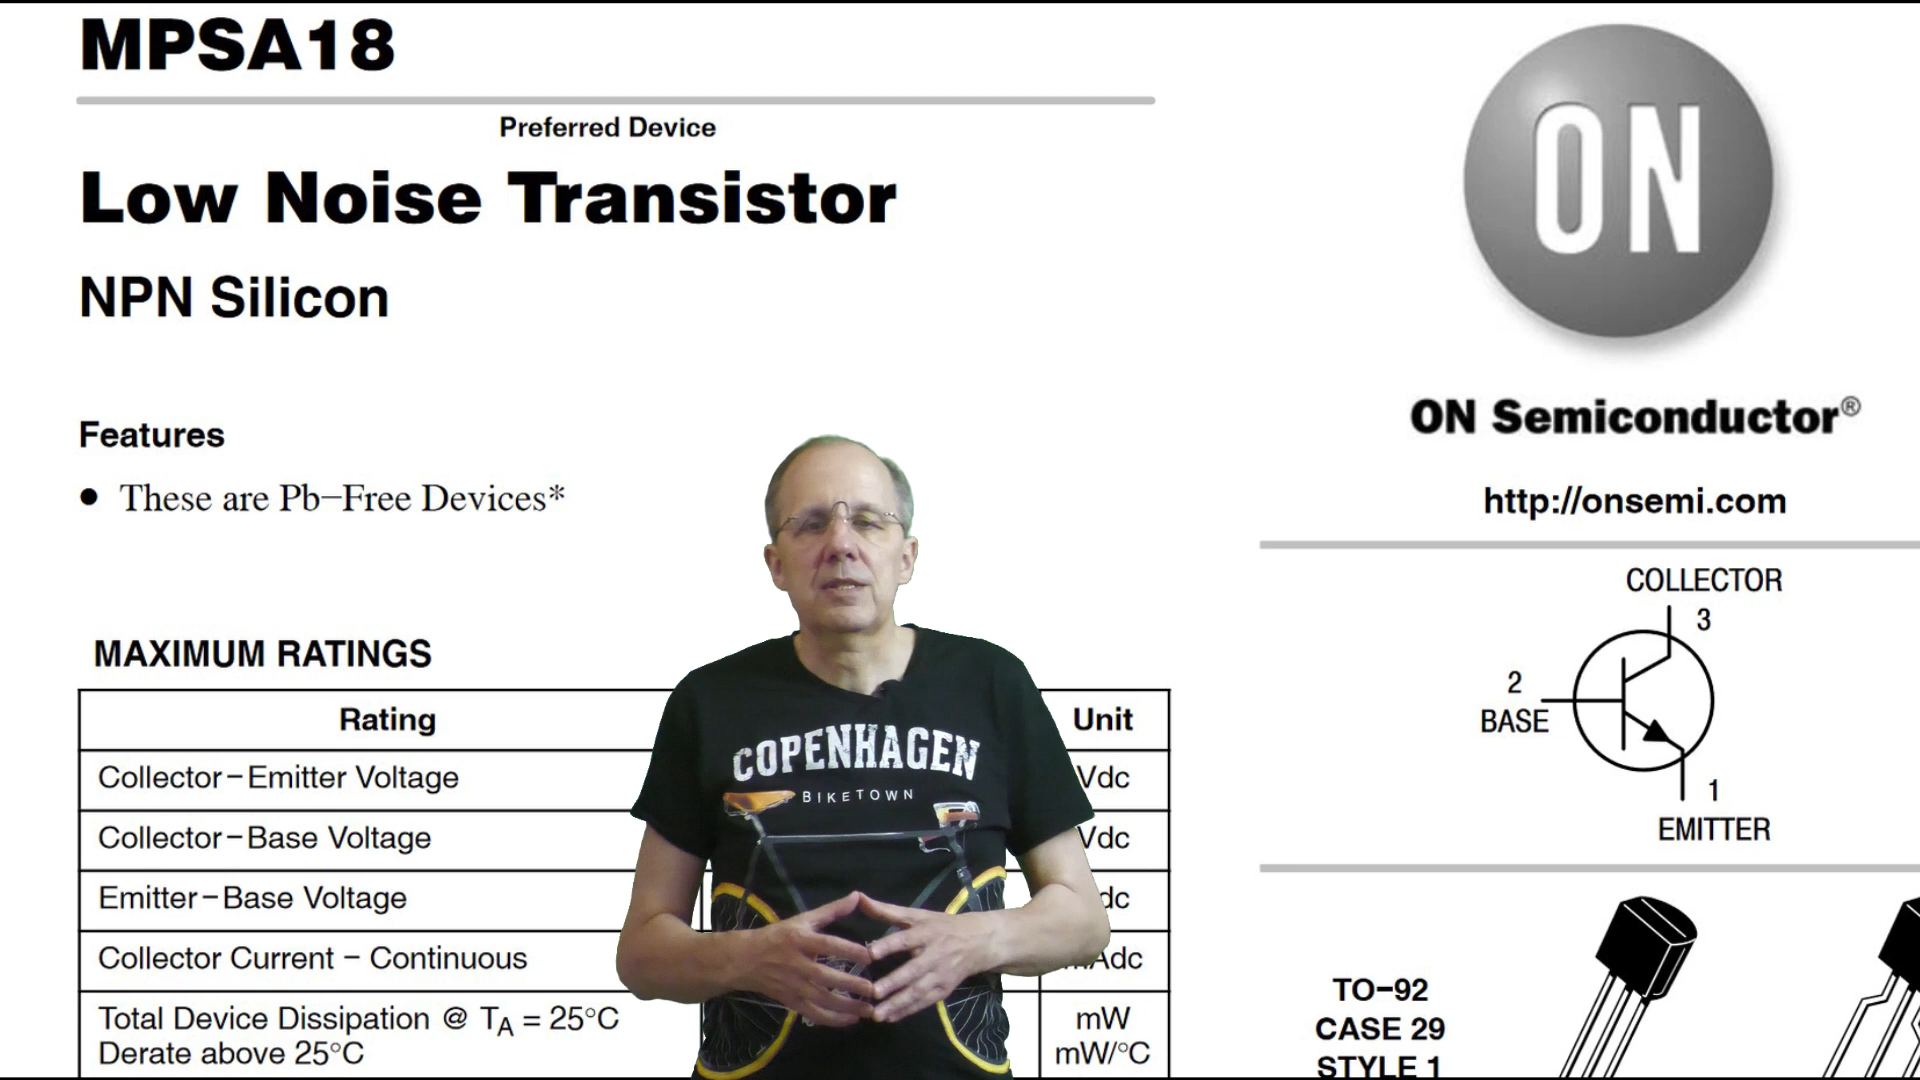 MPSA18
Preferred Device
Low Noise Transistor
NPN Silicon
Features
• These are Pb−Free Devices*
MAXIMUM RATINGS
Rating
Unit
Collector−Emitter Voltage
Vdc
Collector−Base Voltage
Vdc
Emitter−Base Voltage
Collector Current − Continuous
Total Device Dissipation @ TA = 25°C
Derate above 25°C
mW
mW/°C
COPENHAGEN
BIKETOWN
ON
ON Semiconductor®
http://onsemi.com
COLLECTOR
3
2
BASE
1
EMITTER
TO−92
CASE 29
STYLE 1